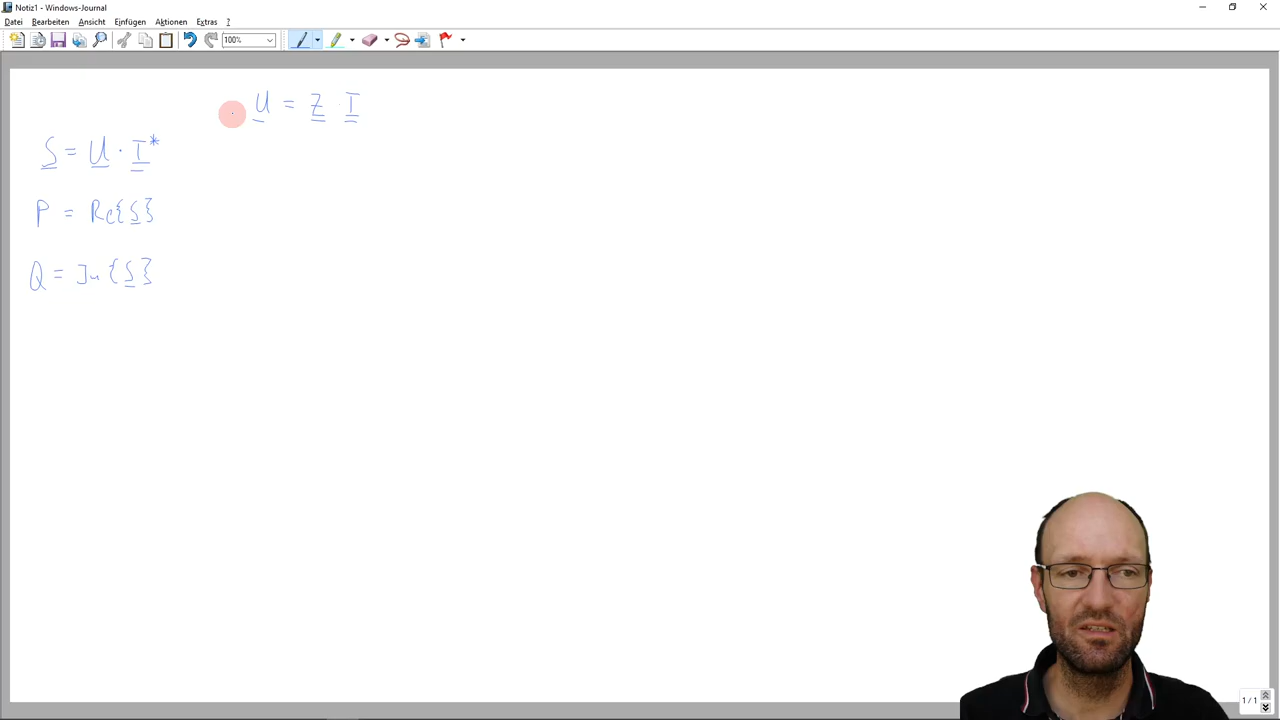 Notiz1 - Windows-Journal
Datei Bearbeiten Ansicht Einfügen Aktionen Extras ?
100%
U = Z · I
S = U · I*
P = Re{S}
Q = Im{S}
1/1